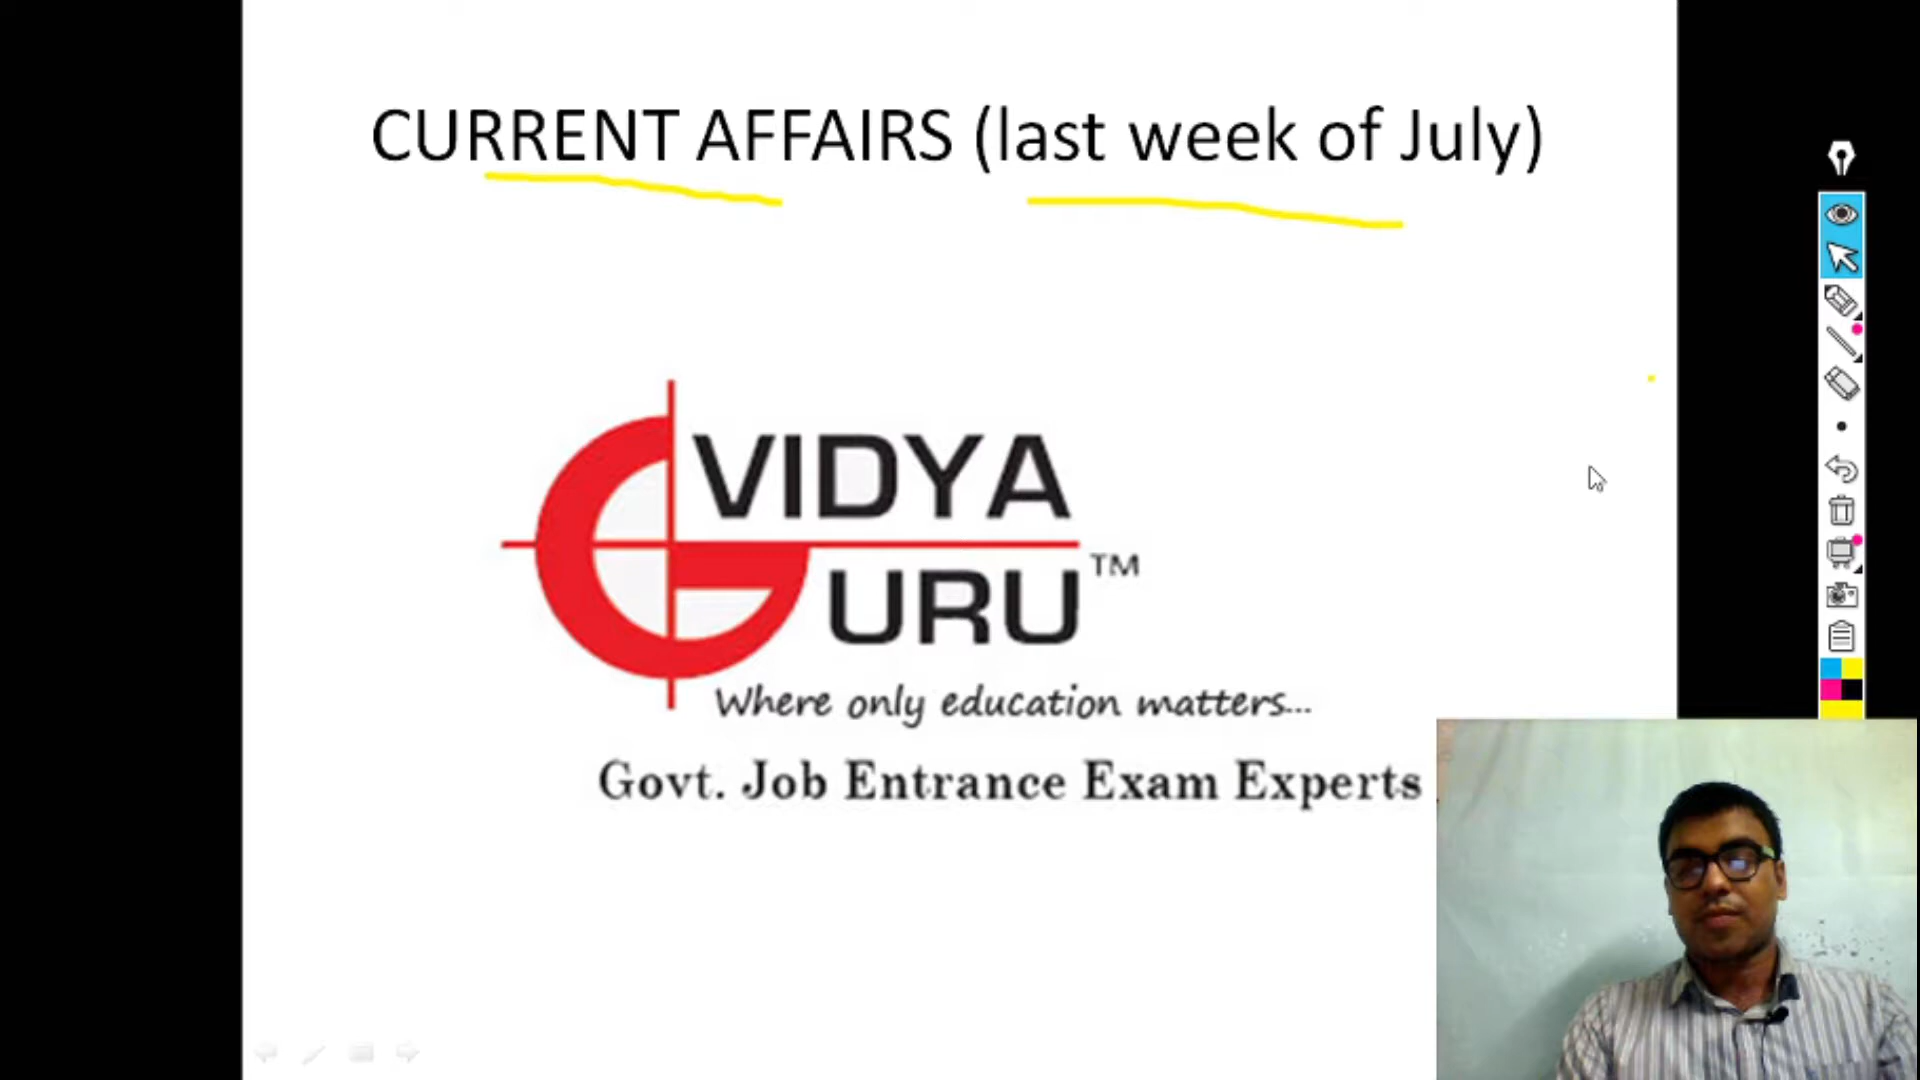 CURRENT AFFAIRS (last week of July)
VIDYA
GURU™
Where only education matters...
Govt. Job Entrance Exam Experts